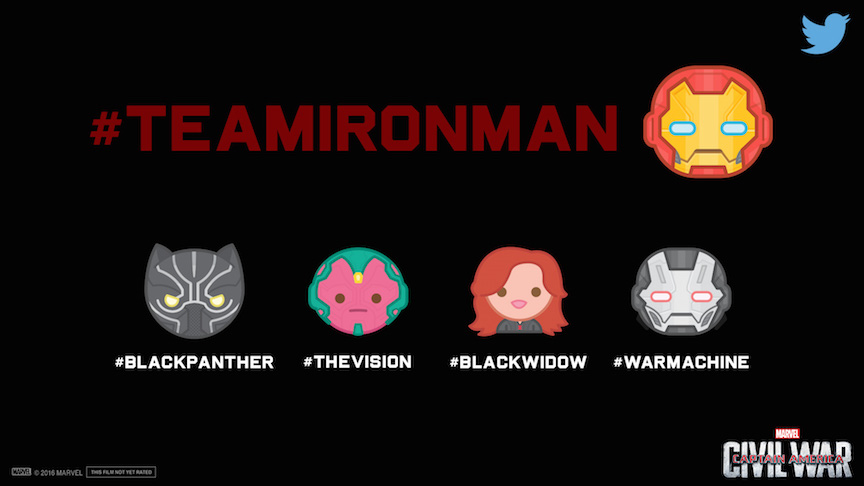 #TEAMIRONMAN
#BLACKPANTHER #THEVISION #BLACKWIDOW #WARMACHINE
MARVEL © 2016 MARVEL THIS FILM NOT YET RATED
MARVEL
CAPTAIN AMERICA
CIVIL WAR